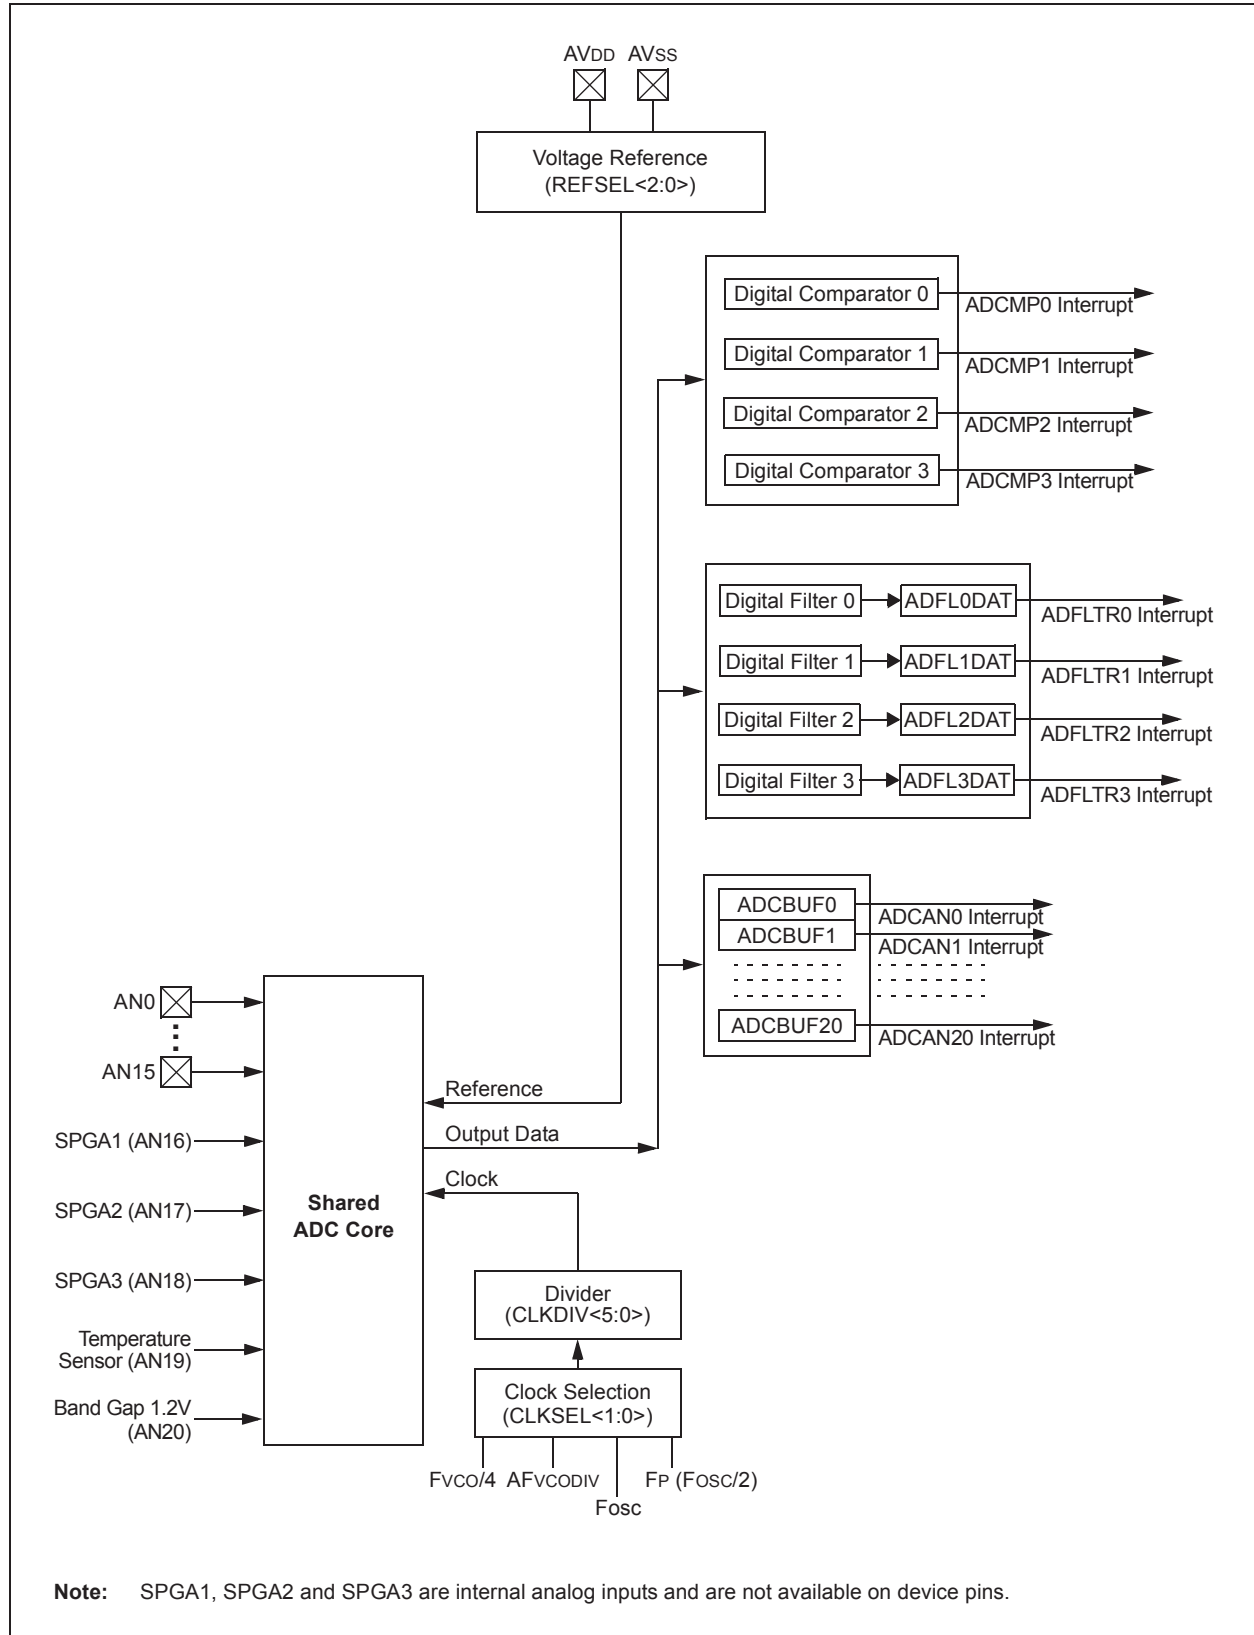 AVDD AVSS
Voltage Reference
(REFSEL<2:0>)
Digital Comparator 0
ADCMP0 Interrupt
Digital Comparator 1
ADCMP1 Interrupt
Digital Comparator 2
ADCMP2 Interrupt
Digital Comparator 3
ADCMP3 Interrupt
Digital Filter 0
ADFL0DAT
ADFLTR0 Interrupt
Digital Filter 1
ADFL1DAT
ADFLTR1 Interrupt
Digital Filter 2
ADFL2DAT
ADFLTR2 Interrupt
Digital Filter 3
ADFL3DAT
ADFLTR3 Interrupt
ADCBUF0
ADCAN0 Interrupt
ADCBUF1
ADCAN1 Interrupt
ADCBUF20
ADCAN20 Interrupt
AN0
AN15
SPGA1 (AN16)
SPGA2 (AN17)
SPGA3 (AN18)
Temperature
Sensor (AN19)
Band Gap 1.2V
(AN20)
Shared
ADC Core
Reference
Output Data
Clock
Divider
(CLKDIV<5:0>)
Clock Selection
(CLKSEL<1:0>)
FVCO/4 AFVCODIV
Fosc
FP (FOSC/2)
Note: SPGA1, SPGA2 and SPGA3 are internal analog inputs and are not available on device pins.